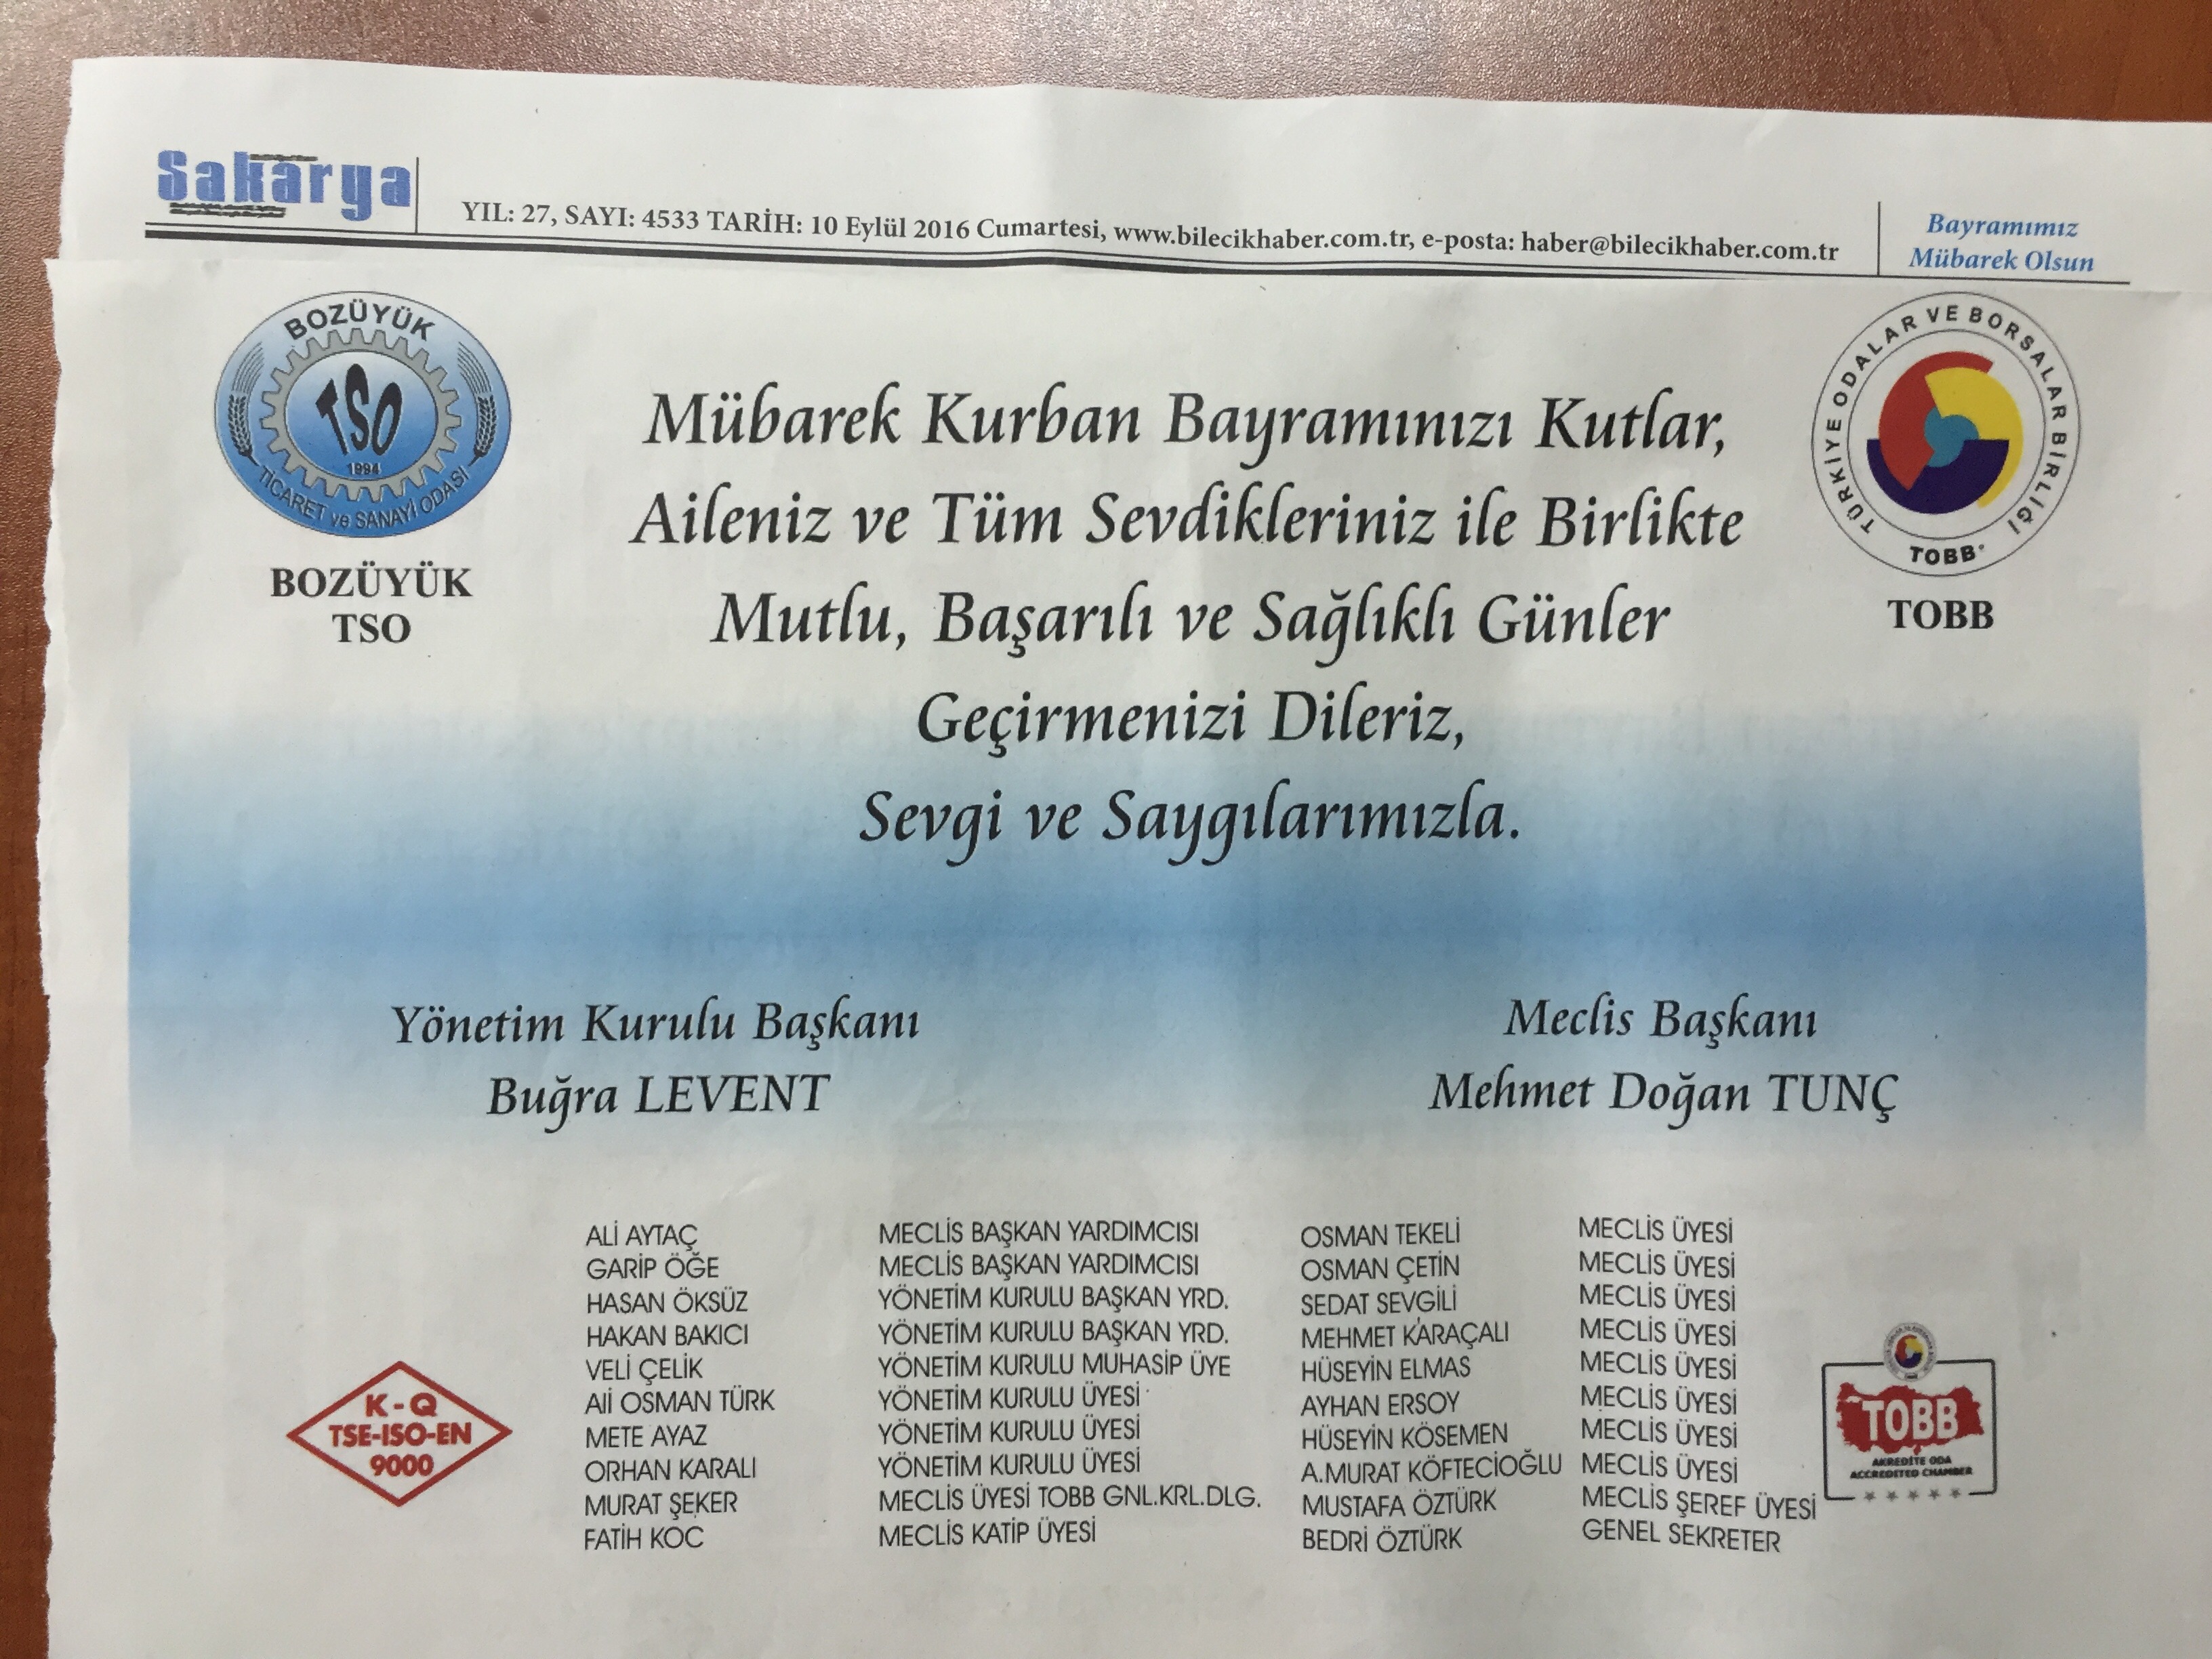 Sakarya
YIL: 27, SAYI: 4533 TARİH: 10 Eylül 2016 Cumartesi, www.bilecikhaber.com.tr, e-posta: haber@bilecikhaber.com.tr
Bayramımız
Mübarek Olsun
BOZÜYÜK
TSO
1994
TİCARET ve SANAYİ ODASI
BOZÜYÜK
TSO
TÜRKİYE ODALAR VE BORSALAR BİRLİĞİ
TOBB
TOBB
Mübarek Kurban Bayramınızı Kutlar,
Aileniz ve Tüm Sevdikleriniz ile Birlikte
Mutlu, Başarılı ve Sağlıklı Günler
Geçirmenizi Dileriz,
Sevgi ve Saygılarımızla.
Yönetim Kurulu Başkanı
Buğra LEVENT
Meclis Başkanı
Mehmet Doğan TUNÇ
ALİ AYTAÇ MECLİS BAŞKAN YARDIMCISI
GARİP ÖĞE MECLİS BAŞKAN YARDIMCISI
HASAN ÖKSÜZ YÖNETİM KURULU BAŞKAN YRD.
HAKAN BAKICI YÖNETİM KURULU BAŞKAN YRD.
VELİ ÇELİK YÖNETİM KURULU MUHASİP ÜYE
Alİ OSMAN TÜRK YÖNETİM KURULU ÜYESİ
METE AYAZ YÖNETİM KURULU ÜYESİ
ORHAN KARALI YÖNETİM KURULU ÜYESİ
MURAT ŞEKER MECLİS ÜYESİ TOBB GNL.KRL.DLG.
FATİH KOC MECLİS KATİP ÜYESİ
OSMAN TEKELİ MECLİS ÜYESİ
OSMAN ÇETİN MECLİS ÜYESİ
SEDAT SEVGİLİ MECLİS ÜYESİ
MEHMET KARAÇALI MECLİS ÜYESİ
HÜSEYİN ELMAS MECLİS ÜYESİ
AYHAN ERSOY MECLİS ÜYESİ
HÜSEYİN KÖSEMEN MECLİS ÜYESİ
A.MURAT KÖFTECİOĞLU MECLİS ÜYESİ
MUSTAFA ÖZTÜRK MECLİS ŞEREF ÜYESİ
BEDRİ ÖZTÜRK GENEL SEKRETER
K-Q
TSE-ISO-EN
9000
TOBB
AKREDİTE ODA
ACCREDITED CHAMBER